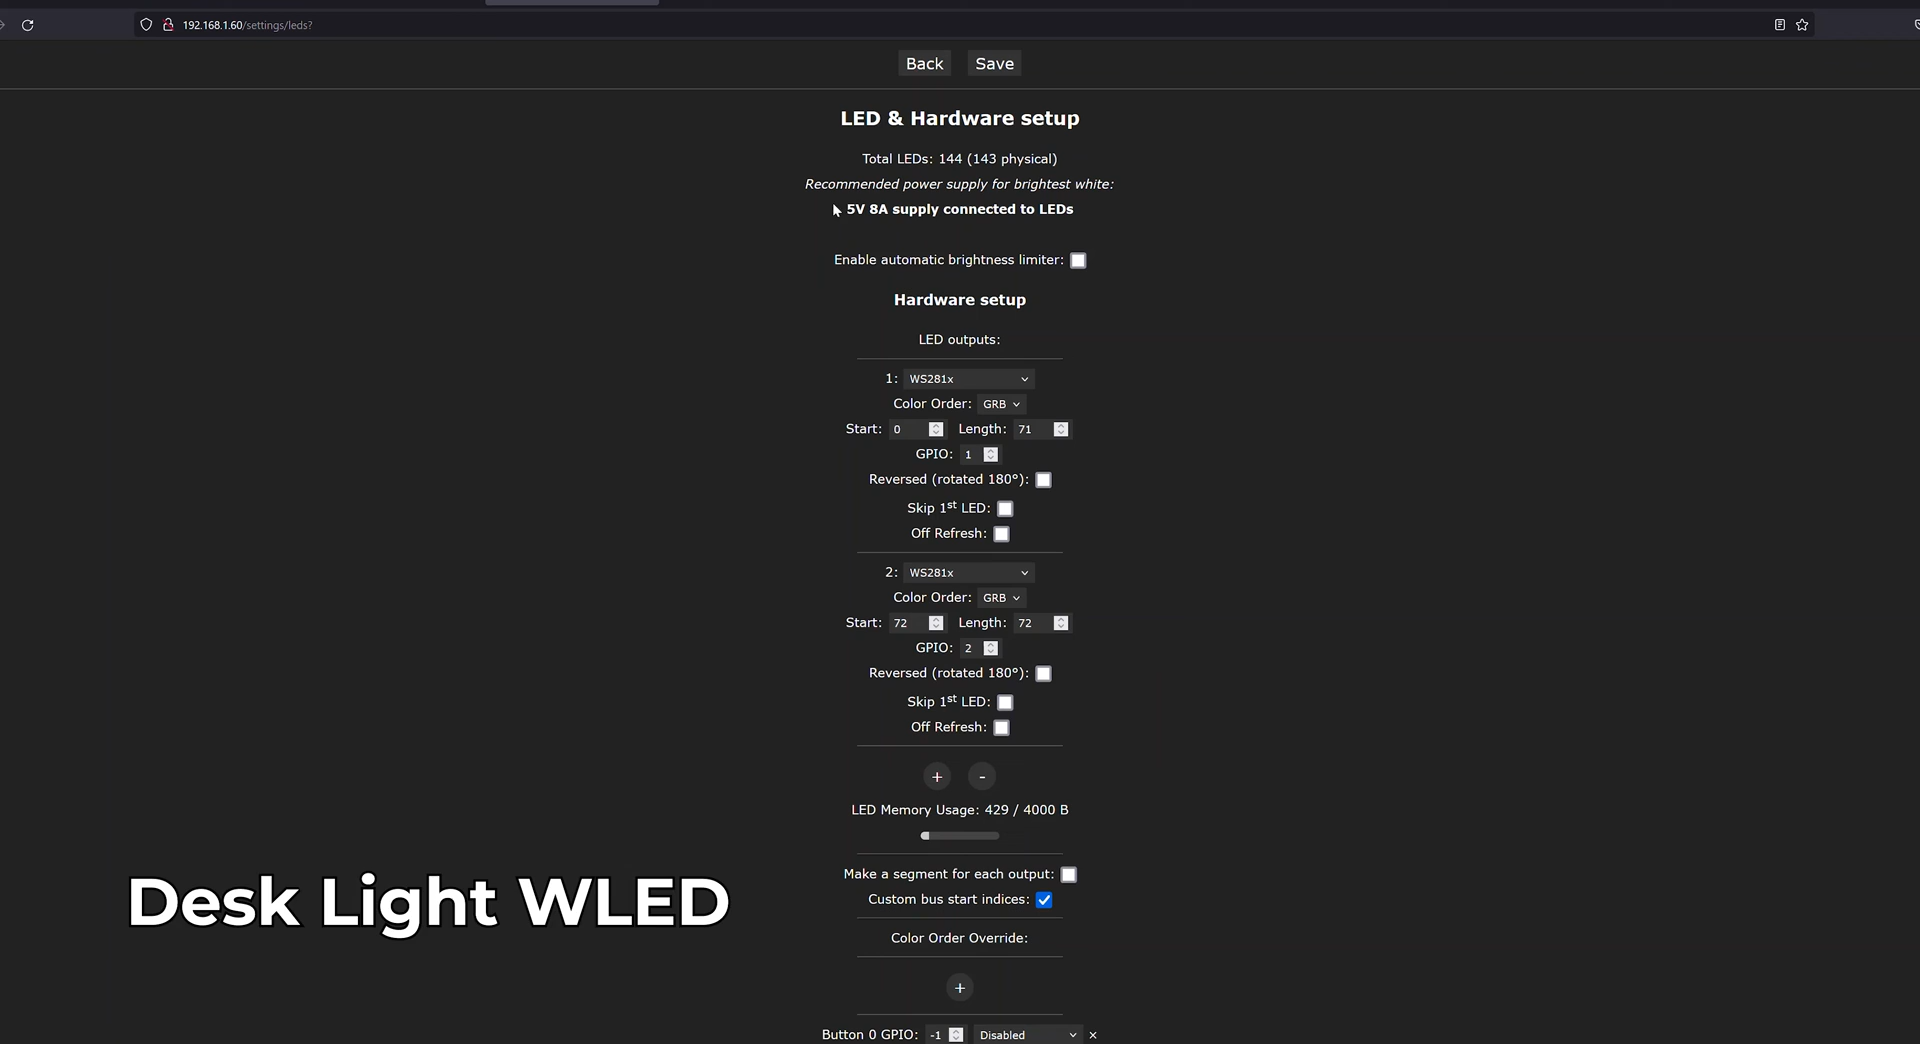 192.168.1.60/settings/leds?
Back Save
LED & Hardware setup
Total LEDs: 144 (143 physical)
Recommended power supply for brightest white:
5V 8A supply connected to LEDs
Enable automatic brightness limiter:
Hardware setup
LED outputs:
1: WS281x
Color Order: GRB
Start: 0 Length: 71
GPIO: 1
Reversed (rotated 180°):
Skip 1st LED:
Off Refresh:
2: WS281x
Color Order: GRB
Start: 72 Length: 72
GPIO: 2
Reversed (rotated 180°):
Skip 1st LED:
Off Refresh:
+ -
LED Memory Usage: 429 / 4000 B
Make a segment for each output:
Custom bus start indices:
Desk Light WLED
Color Order Override:
+
Button 0 GPIO: -1 Disabled ×